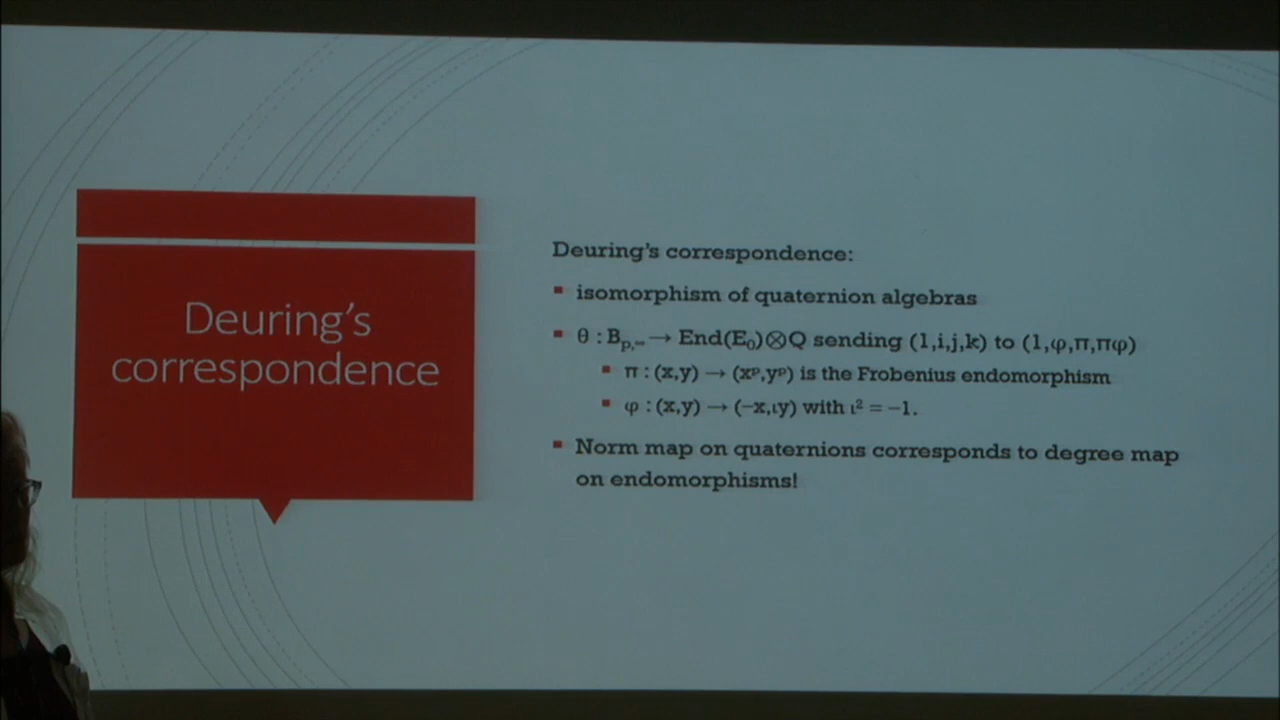 Deuring's
correspondence
Deuring's correspondence:
▪ isomorphism of quaternion algebras
▪ θ : Bp,∞ → End(E₀)⊗Q sending (1,i,j,k) to (1,φ,π,πφ)
▪ π : (x,y) → (xᵖ,yᵖ) is the Frobenius endomorphism
▪ φ : (x,y) → (−x,ιy) with ι² = −1.
▪ Norm map on quaternions corresponds to degree map
on endomorphisms!